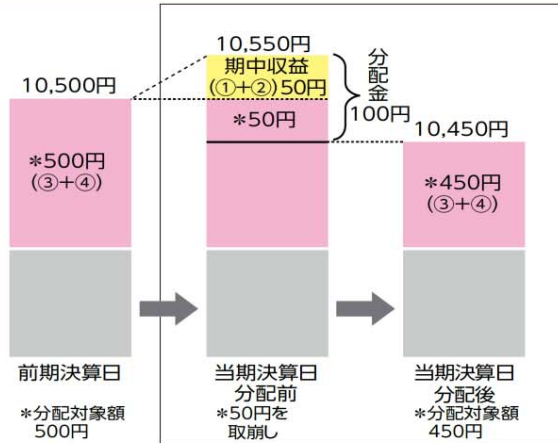 10,500円
*500円
(③+④)
前期決算日
*分配対象額
500円
10,550円
期中収益
(①+②)50円
*50円
分配金
100円
当期決算日
分配前
*50円を
取崩し
10,450円
*450円
(③+④)
当期決算日
分配後
*分配対象額
450円